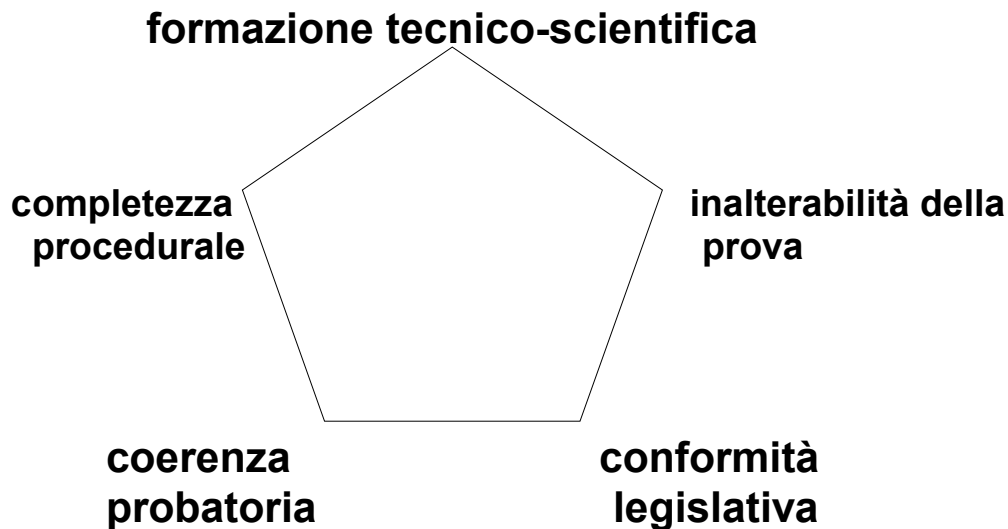 formazione tecnico-scientifica
completezza
procedurale
inalterabilità della
prova
coerenza
probatoria
conformità
legislativa